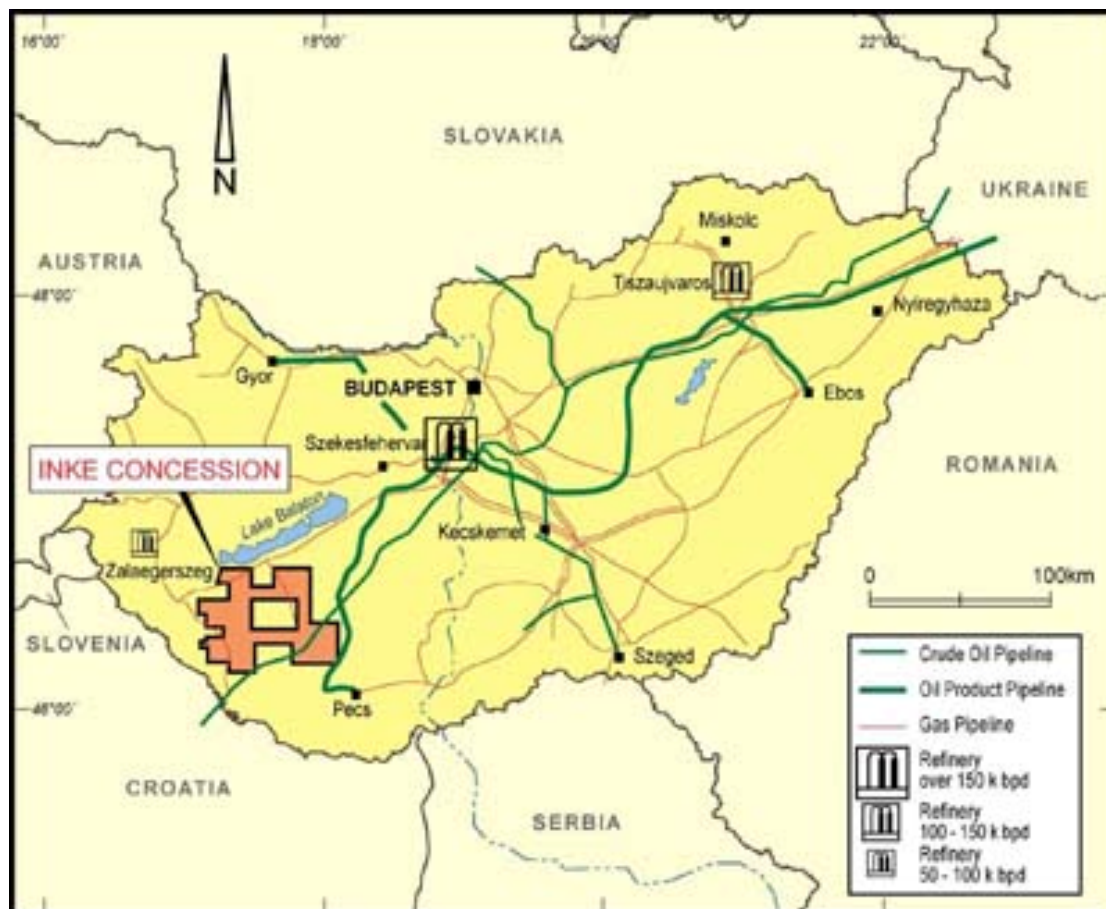 16°00'
18°00'
22°00'
N
SLOVAKIA
UKRAINE
AUSTRIA
Miskolc
48°00'
Tiszaujvaros
Nyiregyhaza
Gyor
BUDAPEST
Ebos
Szekesfehervar
ROMANIA
INKE CONCESSION
Lake Balaton
Kecskemet
Zalaegerszeg
0 100km
SLOVENIA
Szeged
Pecs
46°00'
CROATIA
SERBIA
Crude Oil Pipeline
Oil Product Pipeline
Gas Pipeline
Refinery
over 150 k bpd
Refinery
100 - 150 k bpd
Refinery
50 - 100 k bpd